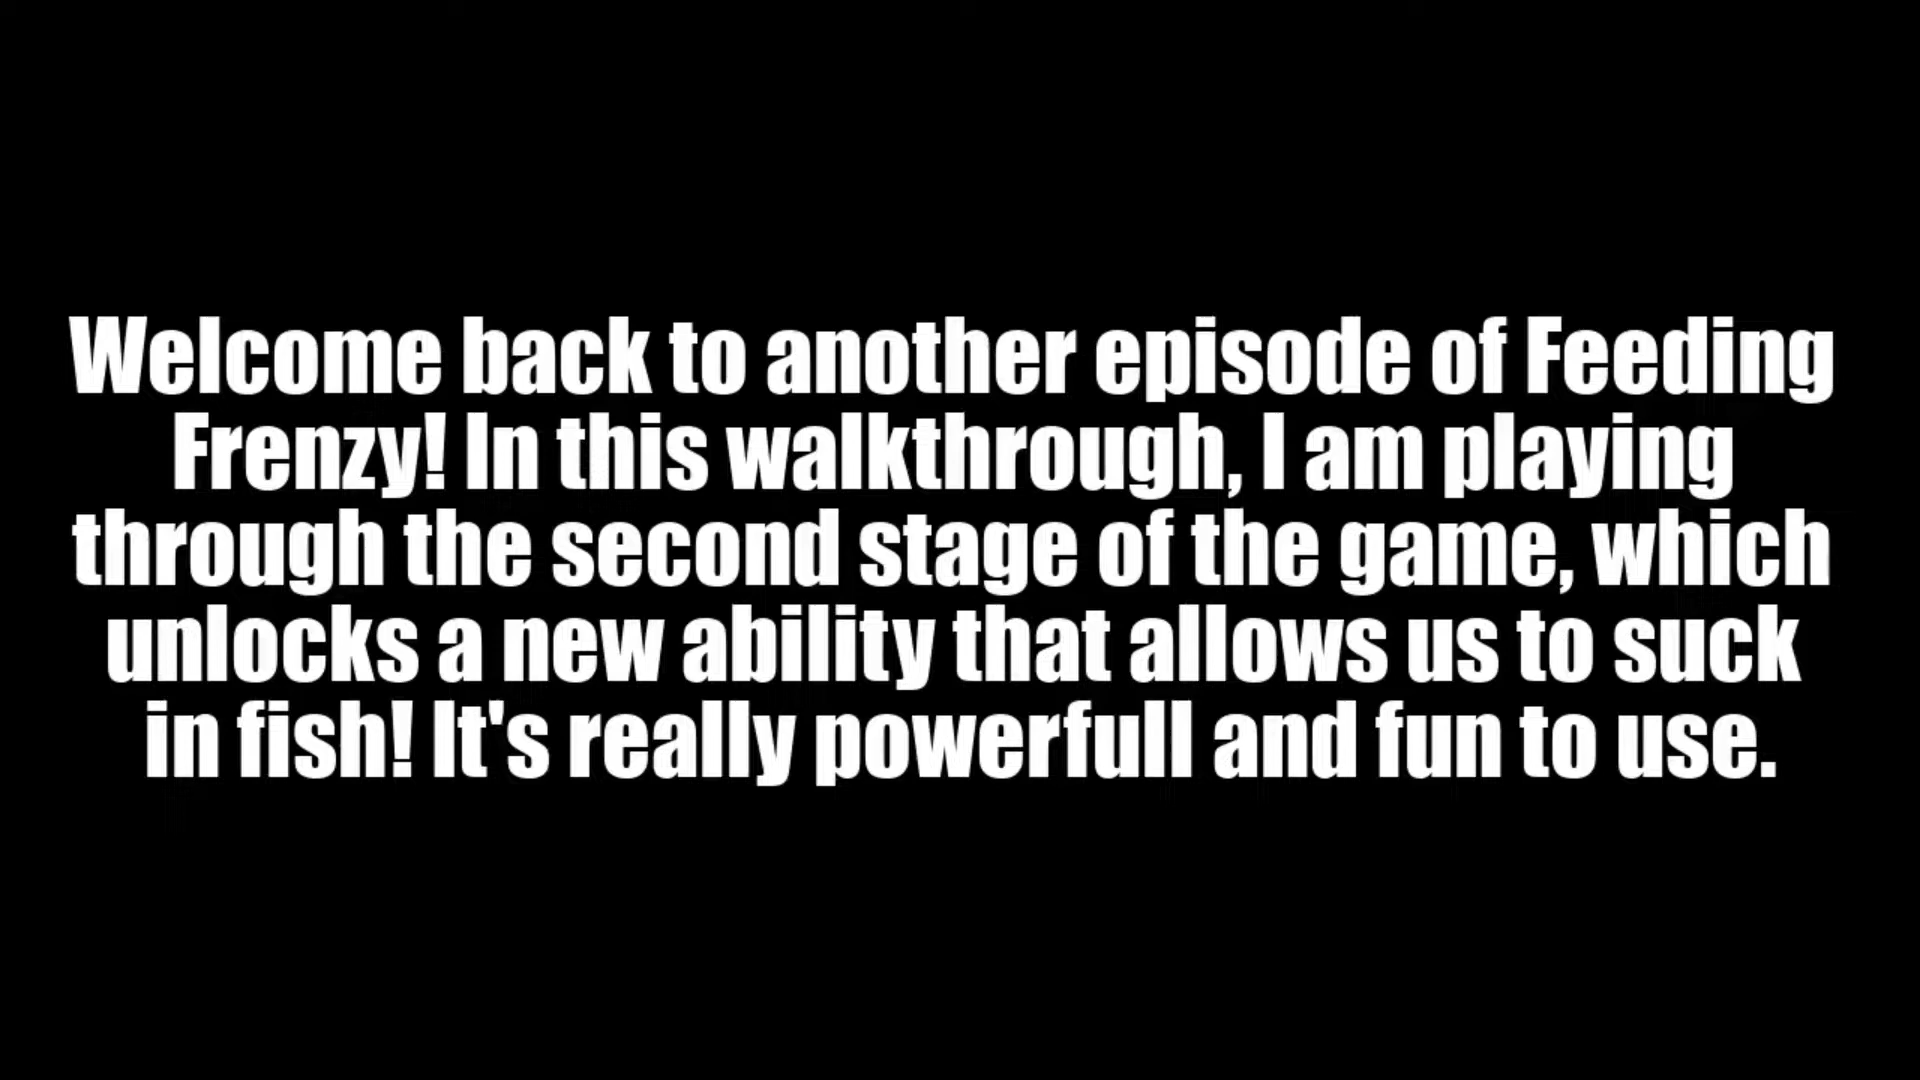 Welcome back to another episode of Feeding
Frenzy! In this walkthrough, I am playing
through the second stage of the game, which
unlocks a new ability that allows us to suck
in fish! It's really powerfull and fun to use.